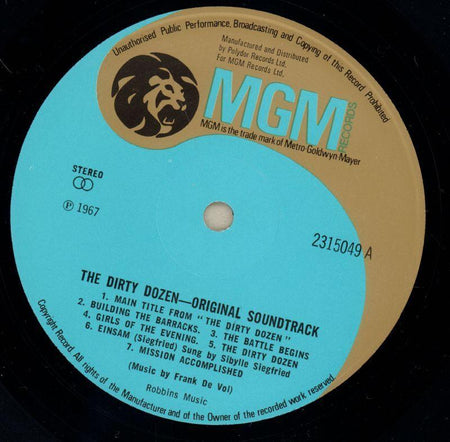 Unauthorised Public Performance, Broadcasting and Copying of this Record Prohibited
Manufactured and Distributed
by Polydor Records Ltd.
For MGM Records Ltd.
MGM
RECORDS
MGM is the trade mark of Metro-Goldwyn-Mayer
STEREO
℗ 1967
2315049 A
THE DIRTY DOZEN—ORIGINAL SOUNDTRACK
1. MAIN TITLE FROM "THE DIRTY DOZEN"
2. BUILDING THE BARRACKS. 3. THE BATTLE BEGINS
4. GIRLS OF THE EVENING. 5. THE DIRTY DOZEN
6. EINSAM (Siegfried) Sung by Sibylle Siegfried
7. MISSION ACCOMPLISHED
(Music by Frank De Vol)
Robbins Music
Copyright Record. All rights of the Manufacturer and of the Owner of the recorded work reserved